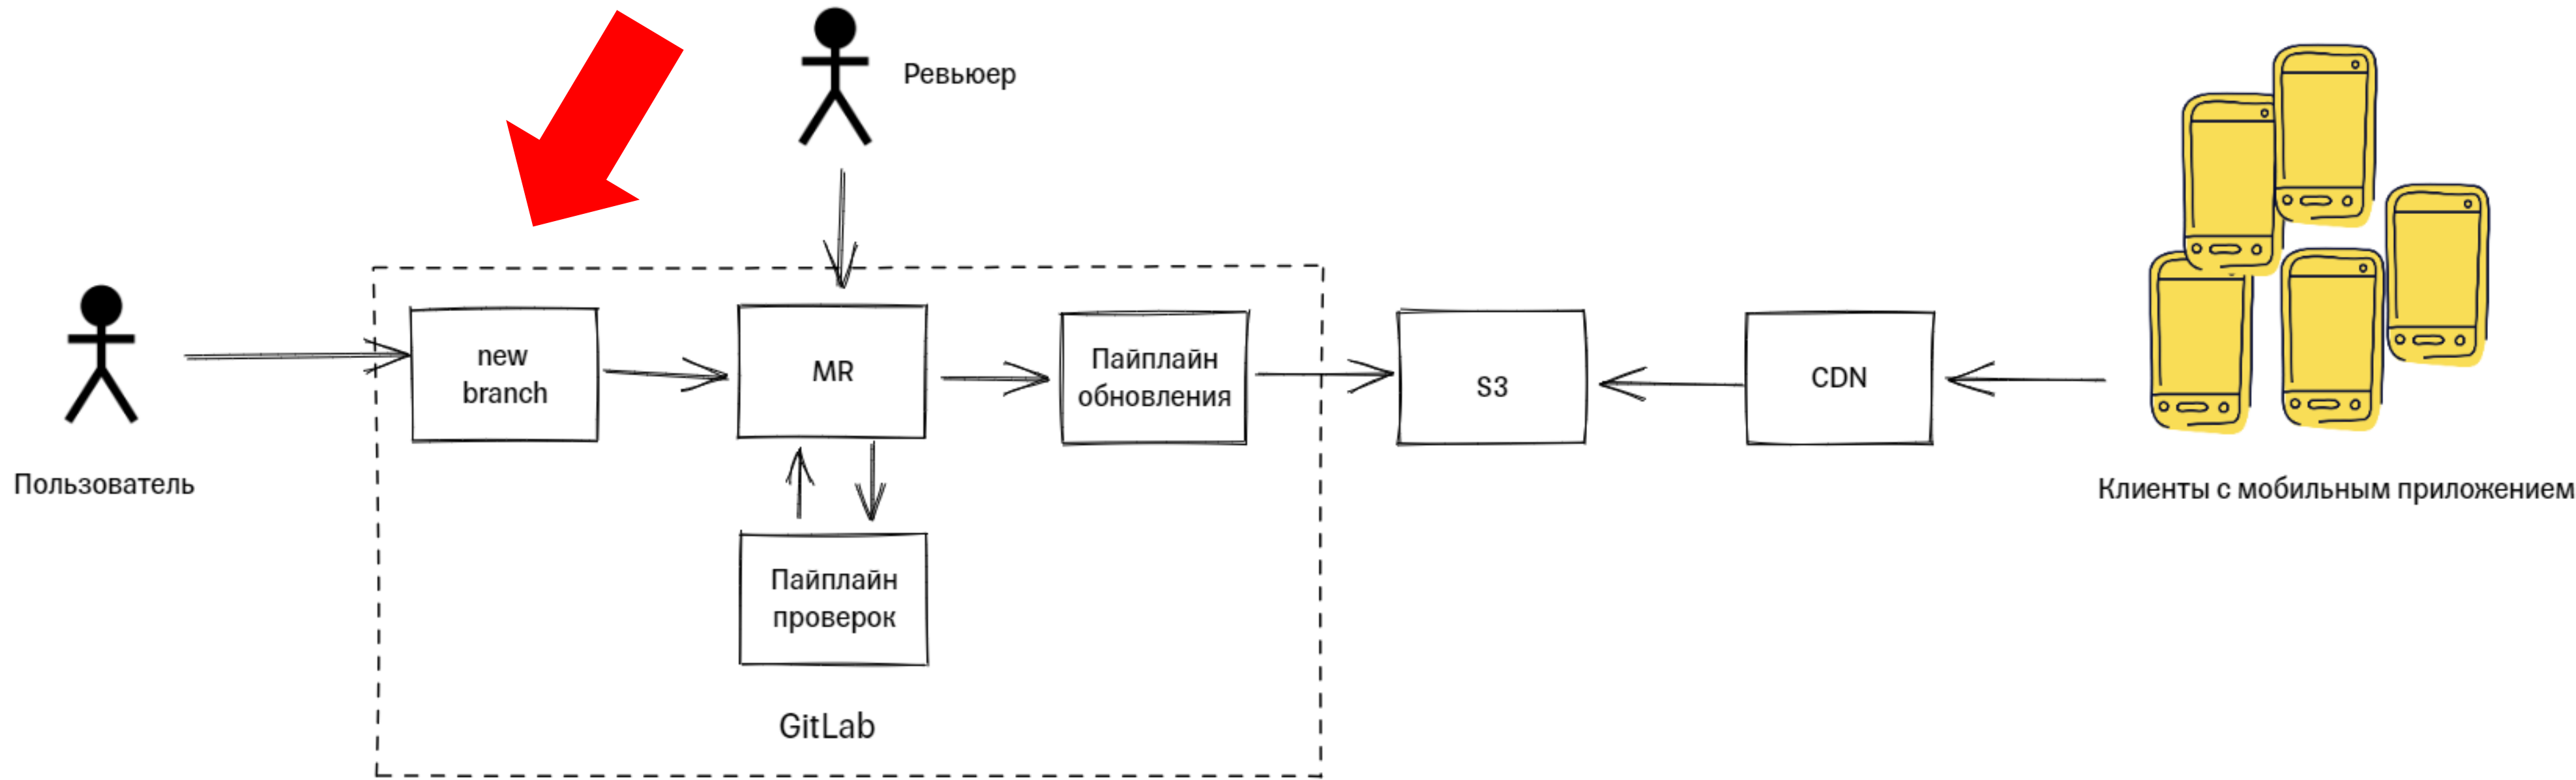 Ревьюер
Пользователь
new
branch
MR
Пайплайн
обновления
S3
CDN
Клиенты с мобильным приложением
Пайплайн
проверок
GitLab